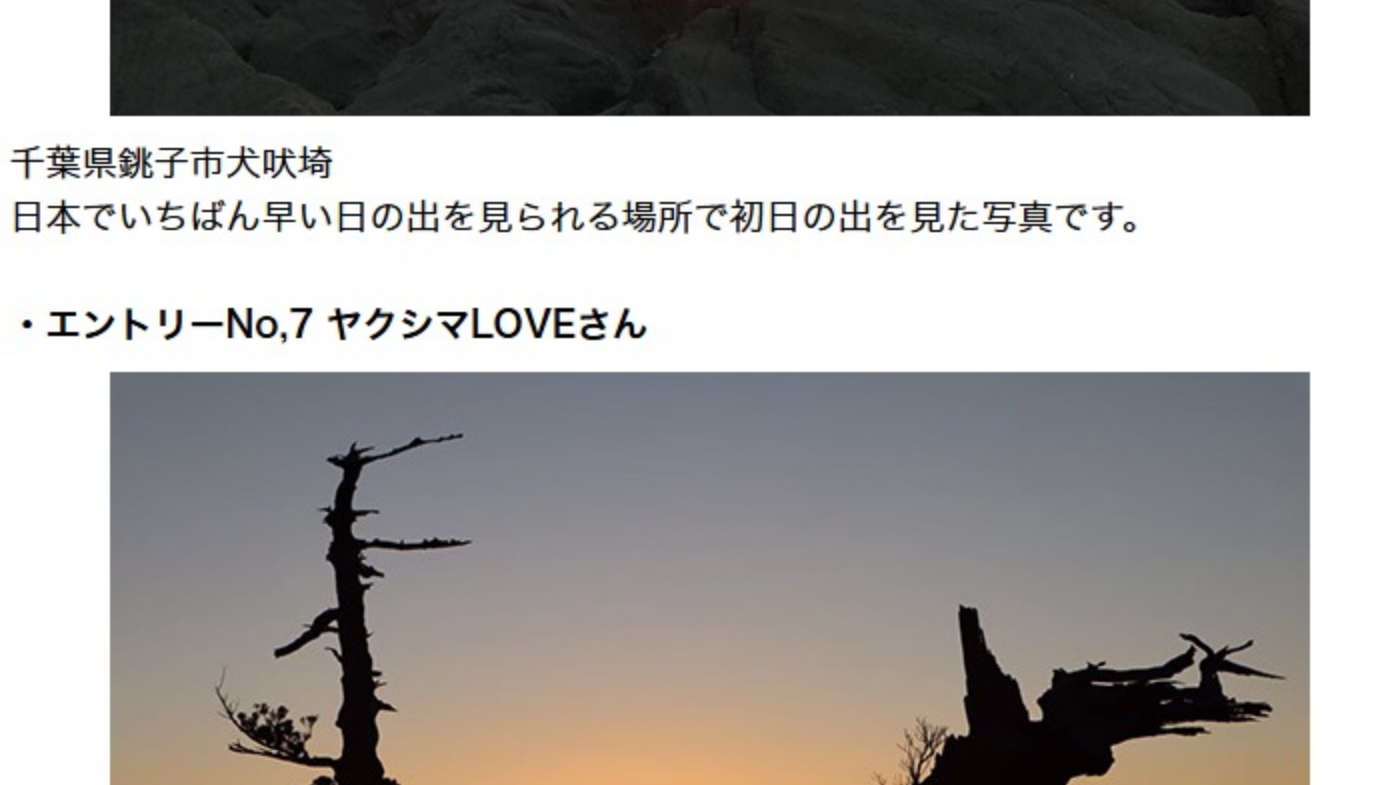 千葉県銚子市犬吠埼
日本でいちばん早い日の出を見られる場所で初日の出を見た写真です。
・エントリーNo,7 ヤクシマLOVEさん